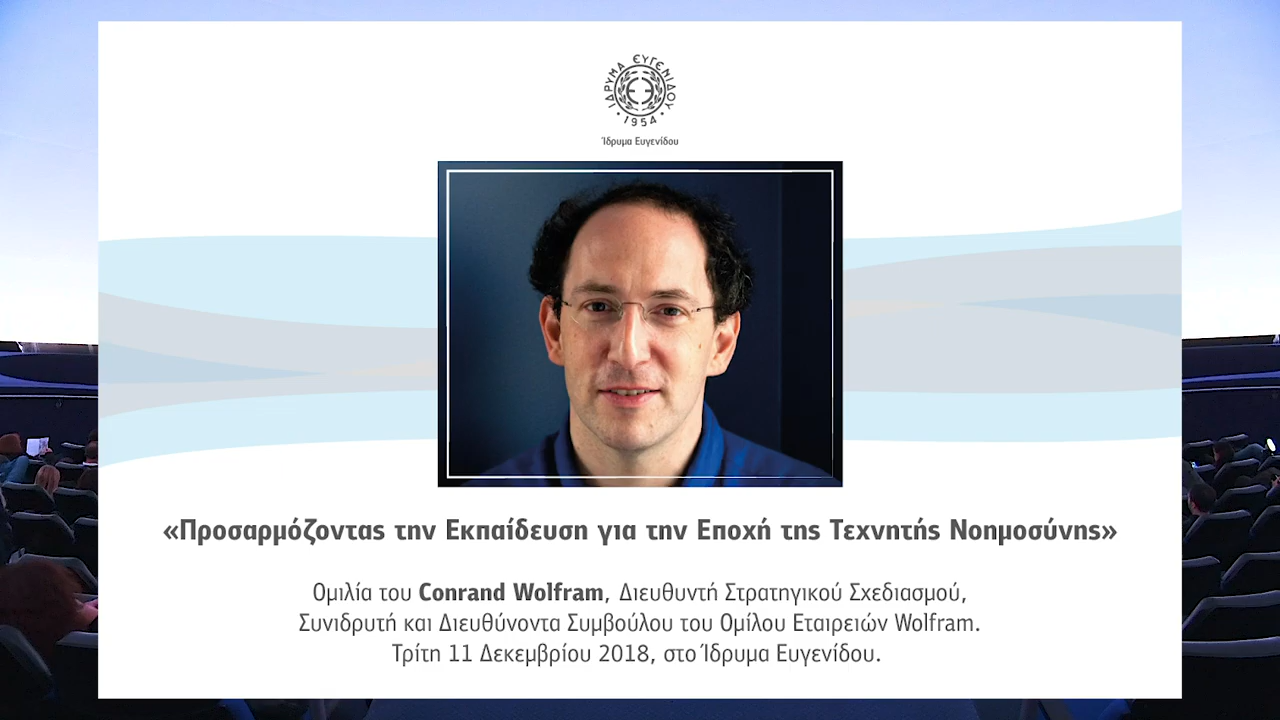 ΙΔΡΥΜΑ ΕΥΓΕΝΙΔΟΥ
• 1954 •
Ίδρυμα Ευγενίδου
«Προσαρμόζοντας την Εκπαίδευση για την Εποχή της Τεχνητής Νοημοσύνης»
Ομιλία του Conrand Wolfram, Διευθυντή Στρατηγικού Σχεδιασμού,
Συνιδρυτή και Διευθύνοντα Συμβούλου του Ομίλου Εταιρειών Wolfram.
Τρίτη 11 Δεκεμβρίου 2018, στο Ίδρυμα Ευγενίδου.